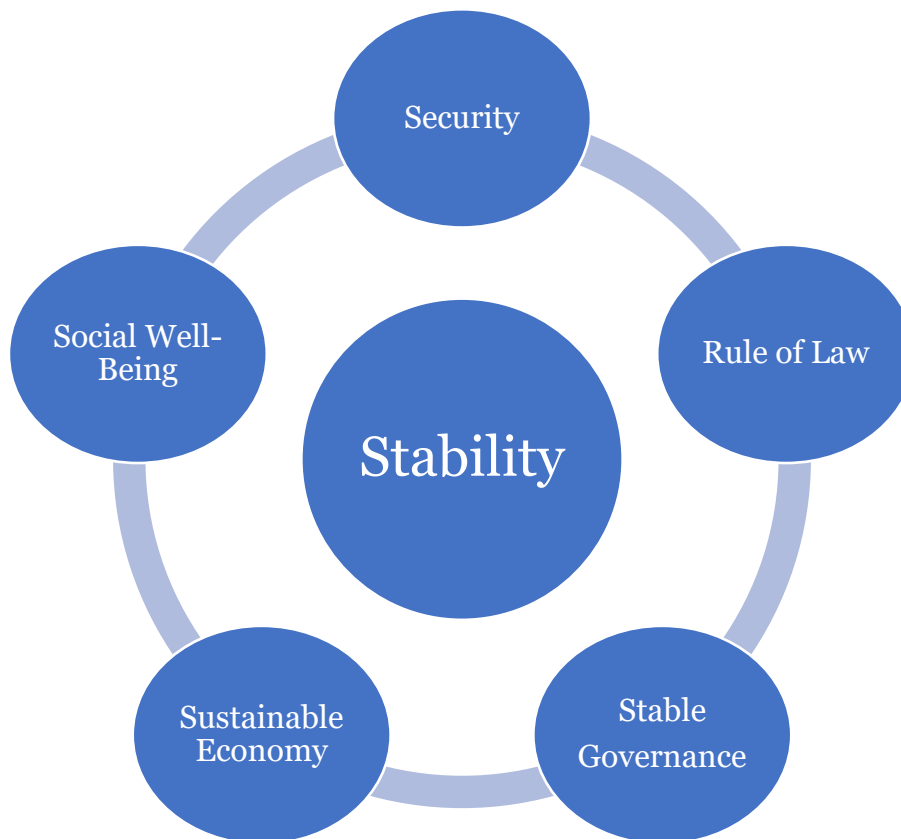 Security
Social Well-
Being
Rule of Law
Stability
Sustainable
Economy
Stable
Governance